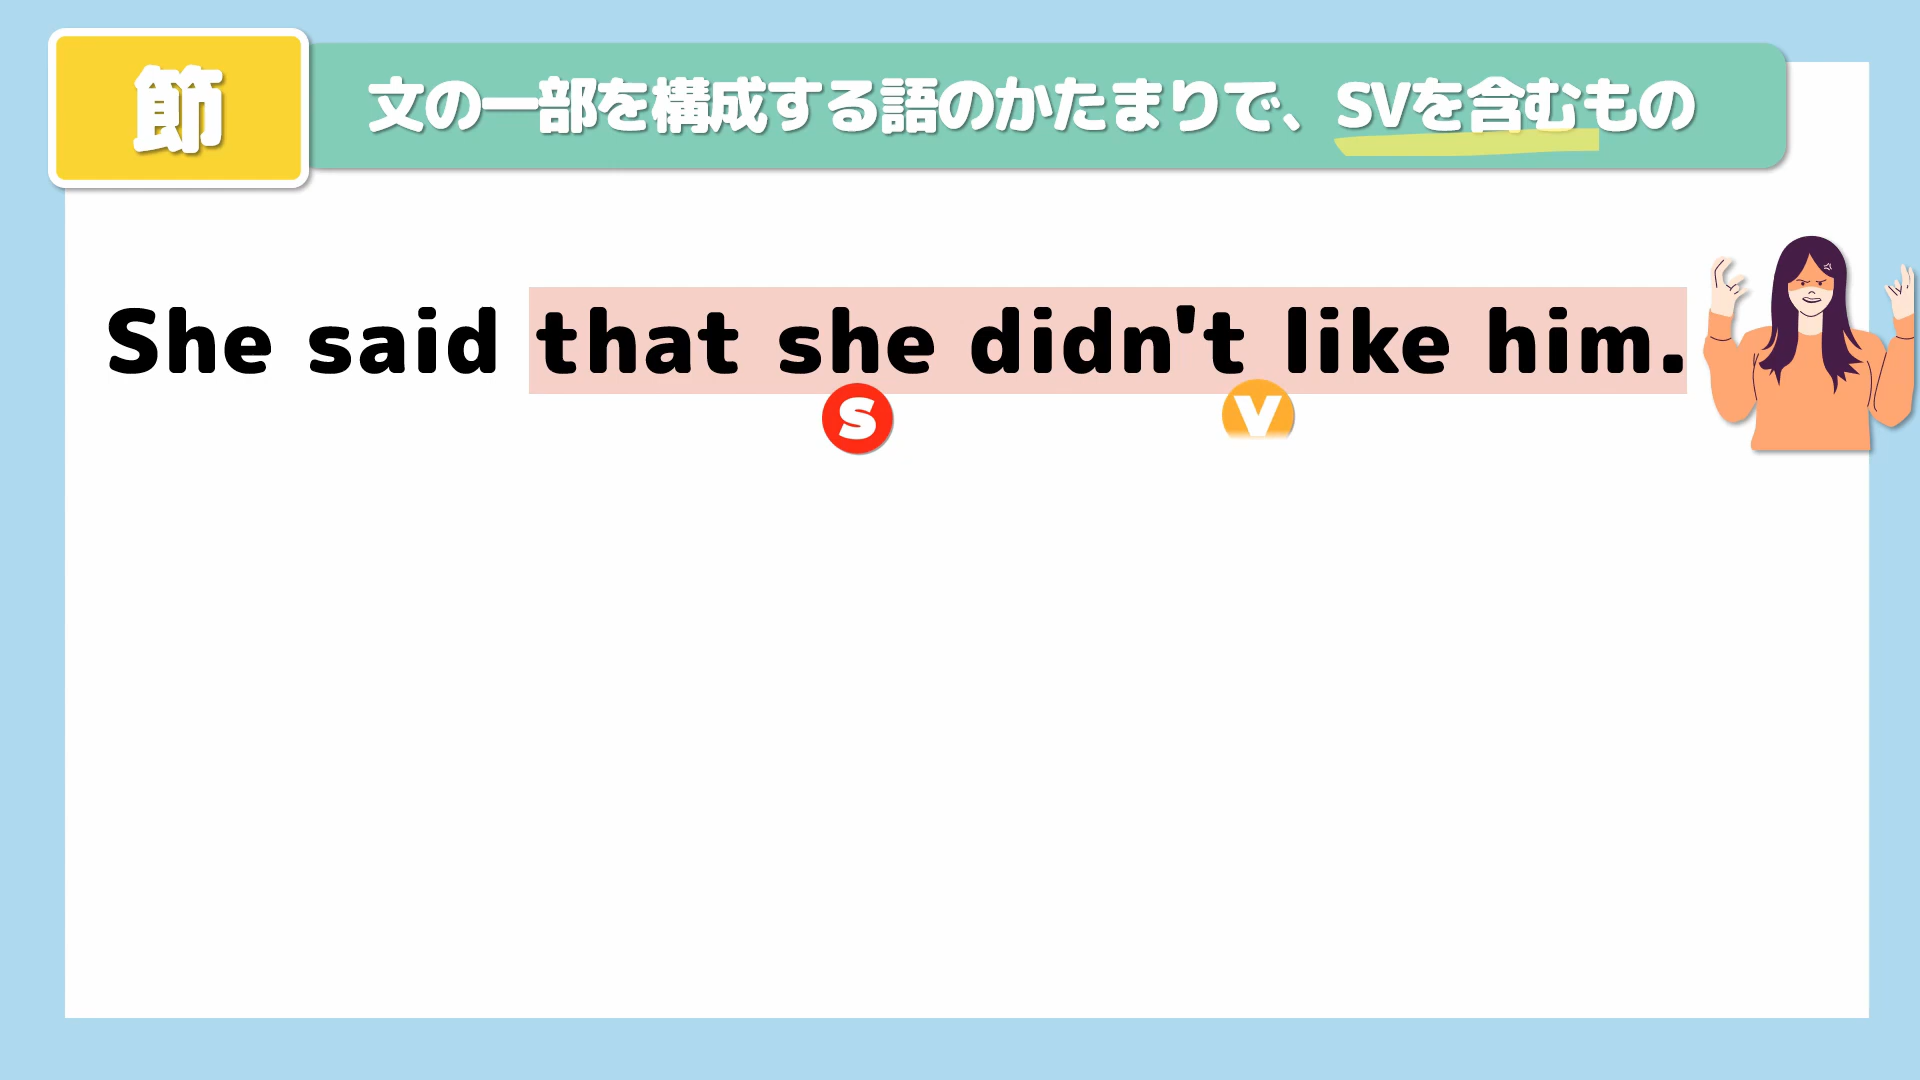 節
文の一部を構成する語のかたまりで、SVを含むもの
She said that she didn't like him.
S V